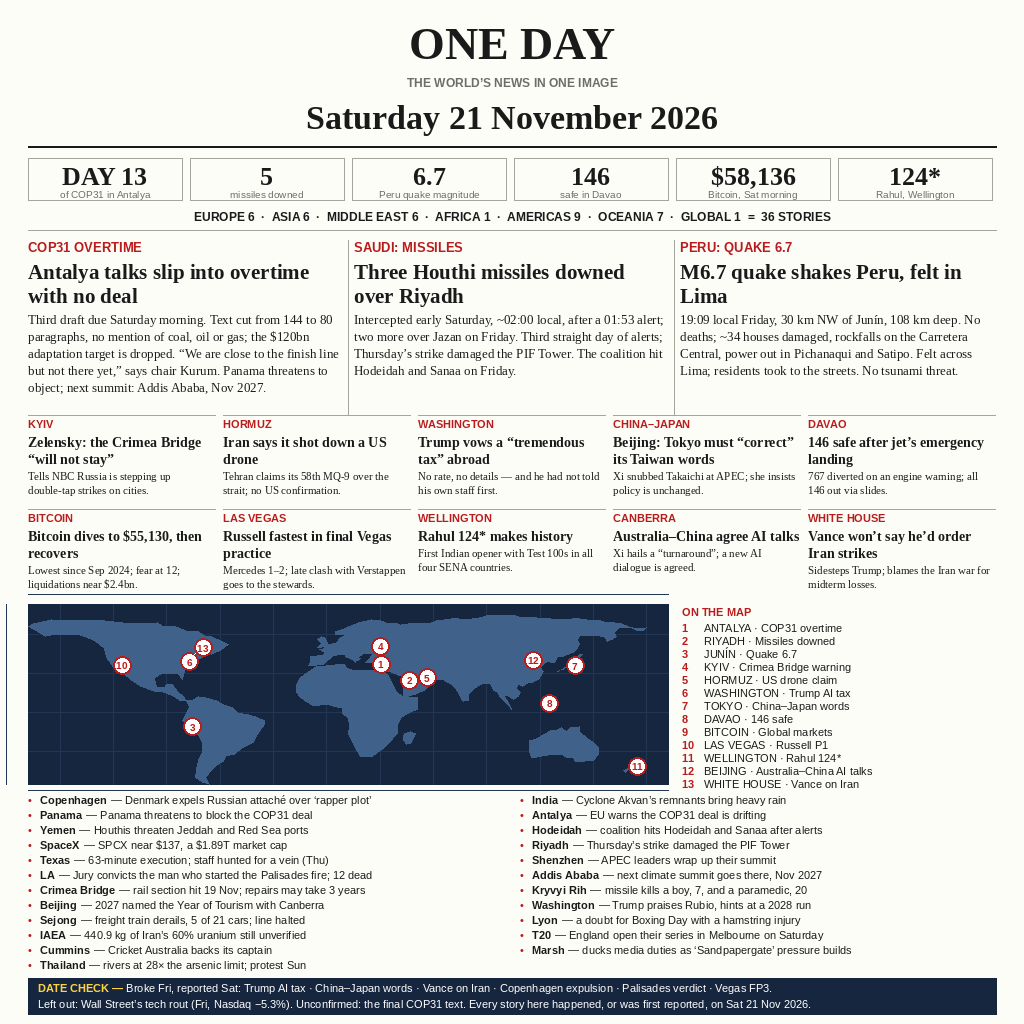 ONE DAY
THE WORLD'S NEWS IN ONE IMAGE
Saturday 21 November 2026
DAY 13
of COP31 in Antalya
5
missiles downed
6.7
Peru quake magnitude
146
safe in Davao
$58,136
Bitcoin, Sat morning
124*
Rahul, Wellington
EUROPE 6 · ASIA 6 · MIDDLE EAST 6 · AFRICA 1 · AMERICAS 9 · OCEANIA 7 · GLOBAL 1 = 36 STORIES
COP31 OVERTIME
Antalya talks slip into overtime
with no deal
Third draft due Saturday morning. Text cut from 144 to 80
paragraphs, no mention of coal, oil or gas; the $120bn
adaptation target is dropped. “We are close to the finish line
but not there yet,” says chair Kurum. Panama threatens to
object; next summit: Addis Ababa, Nov 2027.
SAUDI: MISSILES
Three Houthi missiles downed
over Riyadh
Intercepted early Saturday, ~02:00 local, after a 01:53 alert;
two more over Jazan on Friday. Third straight day of alerts;
Thursday’s strike damaged the PIF Tower. The coalition hit
Hodeidah and Sanaa on Friday.
PERU: QUAKE 6.7
M6.7 quake shakes Peru, felt in
Lima
19:09 local Friday, 30 km NW of Junín, 108 km deep. No
deaths; ~34 houses damaged, rockfalls on the Carretera
Central, power out in Pichanaqui and Satipo. Felt across
Lima; residents took to the streets. No tsunami threat.
KYIV
Zelensky: the Crimea Bridge
“will not stay”
Tells NBC Russia is stepping up
double-tap strikes on cities.
HORMUZ
Iran says it shot down a US
drone
Tehran claims its 58th MQ-9 over the
strait; no US confirmation.
WASHINGTON
Trump vows a “tremendous
tax” abroad
No rate, no details — and he had not told
his own staff first.
CHINA–JAPAN
Beijing: Tokyo must “correct”
its Taiwan words
Xi snubbed Takaichi at APEC; she insists
policy is unchanged.
DAVAO
146 safe after jet’s emergency
landing
767 diverted on an engine warning; all
146 out via slides.
BITCOIN
Bitcoin dives to $55,130, then
recovers
Lowest since Sep 2024; fear at 12;
liquidations near $2.4bn.
LAS VEGAS
Russell fastest in final Vegas
practice
Mercedes 1–2; late clash with Verstappen
goes to the stewards.
WELLINGTON
Rahul 124* makes history
First Indian opener with Test 100s in all
four SENA countries.
CANBERRA
Australia–China agree AI talks
Xi hails a “turnaround”; a new AI
dialogue is agreed.
WHITE HOUSE
Vance won’t say he’d order
Iran strikes
Sidesteps Trump; blames the Iran war for
midterm losses.
10
13
6
3
4
1
2
5
12
7
8
11
ON THE MAP
1 ANTALYA · COP31 overtime
2 RIYADH · Missiles downed
3 JUNÍN · Quake 6.7
4 KYIV · Crimea Bridge warning
5 HORMUZ · US drone claim
6 WASHINGTON · Trump AI tax
7 TOKYO · China–Japan words
8 DAVAO · 146 safe
9 BITCOIN · Global markets
10 LAS VEGAS · Russell P1
11 WELLINGTON · Rahul 124*
12 BEIJING · Australia–China AI talks
13 WHITE HOUSE · Vance on Iran
• Copenhagen — Denmark expels Russian attaché over ‘rapper plot’
• Panama — Panama threatens to block the COP31 deal
• Yemen — Houthis threaten Jeddah and Red Sea ports
• SpaceX — SPCX near $137, a $1.89T market cap
• Texas — 63-minute execution; staff hunted for a vein (Thu)
• LA — Jury convicts the man who started the Palisades fire; 12 dead
• Crimea Bridge — rail section hit 19 Nov; repairs may take 3 years
• Beijing — 2027 named the Year of Tourism with Canberra
• Sejong — freight train derails, 5 of 21 cars; line halted
• IAEA — 440.9 kg of Iran’s 60% uranium still unverified
• Cummins — Cricket Australia backs its captain
• Thailand — rivers at 28× the arsenic limit; protest Sun
• India — Cyclone Akvan’s remnants bring heavy rain
• Antalya — EU warns the COP31 deal is drifting
• Hodeidah — coalition hits Hodeidah and Sanaa after alerts
• Riyadh — Thursday’s strike damaged the PIF Tower
• Shenzhen — APEC leaders wrap up their summit
• Addis Ababa — next climate summit goes there, Nov 2027
• Kryvyi Rih — missile kills a boy, 7, and a paramedic, 20
• Washington — Trump praises Rubio, hints at a 2028 run
• Lyon — a doubt for Boxing Day with a hamstring injury
• T20 — England open their series in Melbourne on Saturday
• Marsh — ducks media duties as ‘Sandpapergate’ pressure builds
DATE CHECK — Broke Fri, reported Sat: Trump AI tax · China–Japan words · Vance on Iran · Copenhagen expulsion · Palisades verdict · Vegas FP3.
Left out: Wall Street’s tech rout (Fri, Nasdaq −5.3%). Unconfirmed: the final COP31 text. Every story here happened, or was first reported, on Sat 21 Nov 2026.